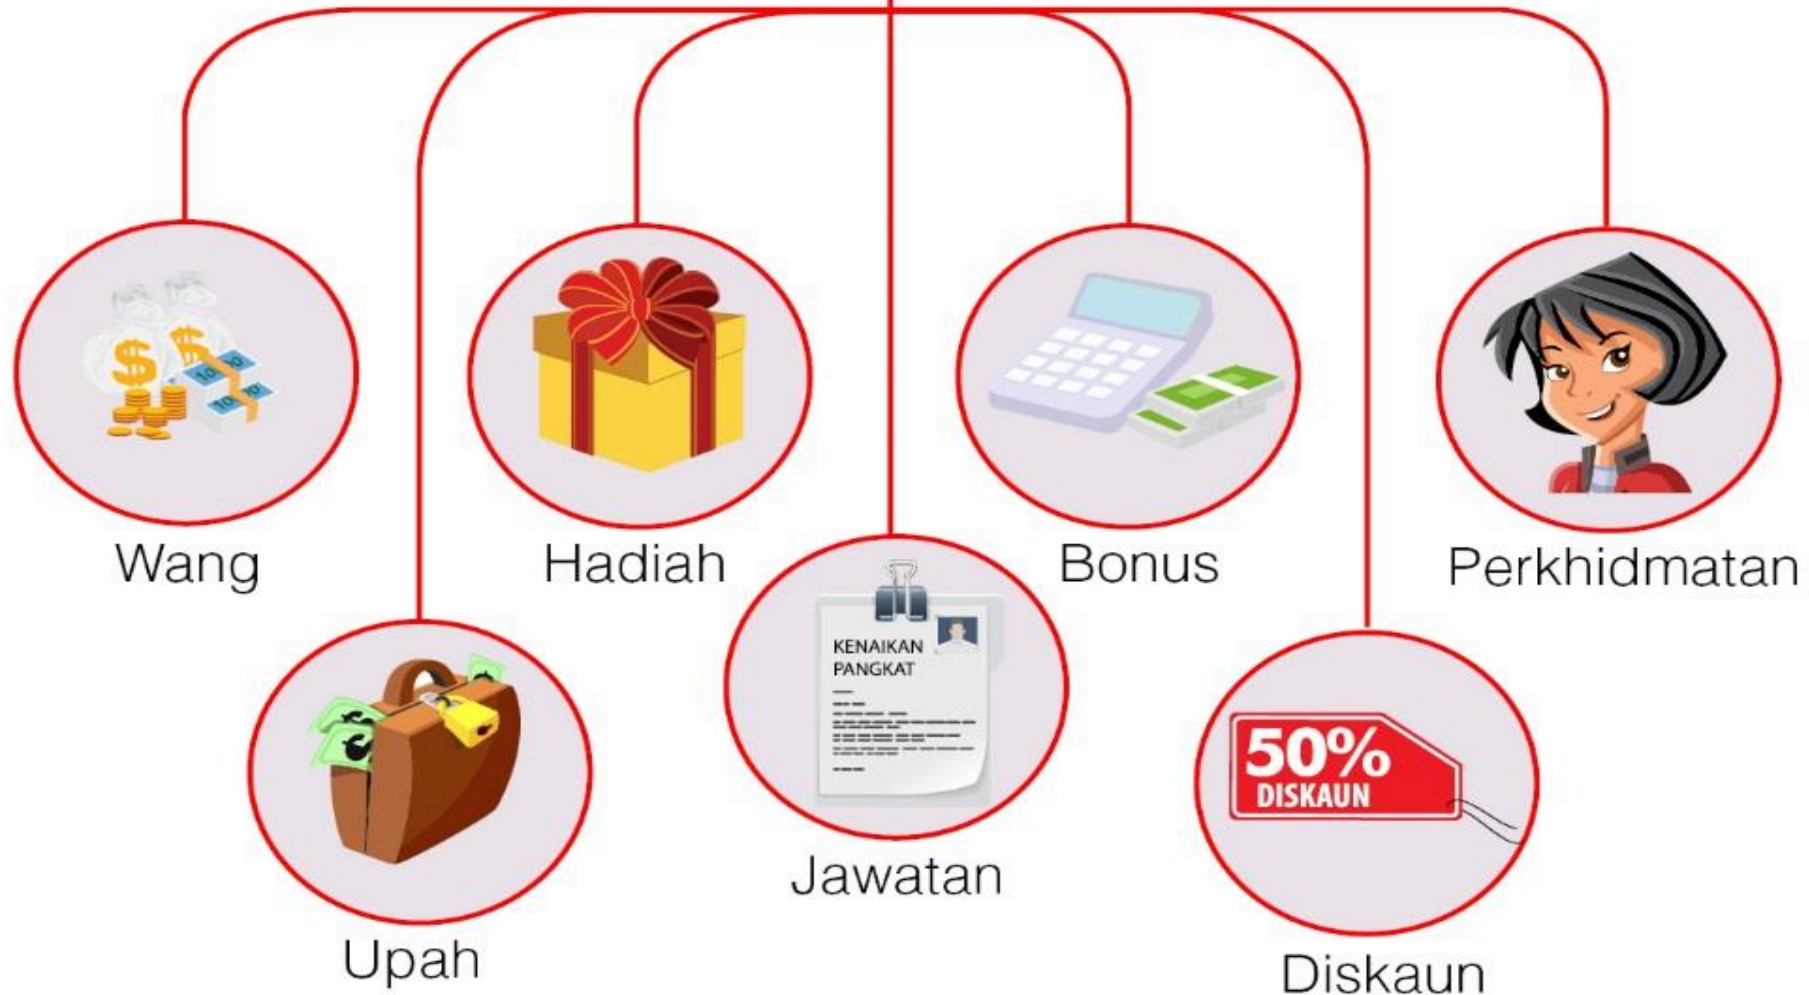 Wang
Hadiah
Bonus
Perkhidmatan
KENAIKAN
PANGKAT
Jawatan
50%
DISKAUN
Upah
Diskaun